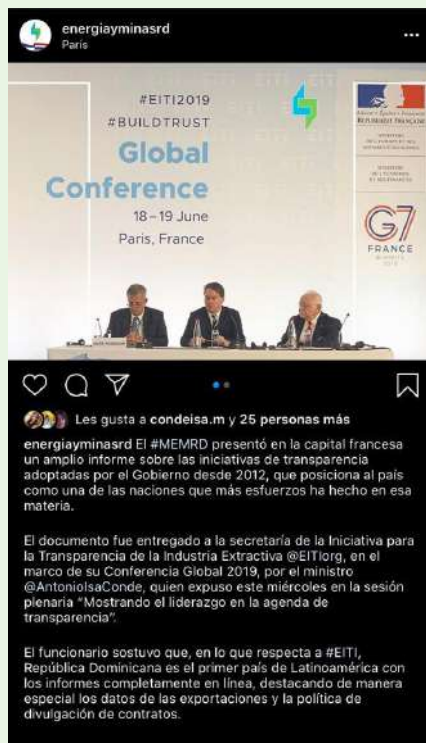 energiayminasrd
Paris
#EITI2019
#BUILDTRUST
Global
Conference
18–19 June
Paris, France
RÉPUBLIQUE FRANÇAISE
G7
FRANCE
Les gusta a condeisa.m y 25 personas más
energiayminasrd El #MEMRD presentó en la capital francesa
un amplio informe sobre las iniciativas de transparencia
adoptadas por el Gobierno desde 2012, que posiciona al país
como una de las naciones que más esfuerzos ha hecho en esa
materia.
El documento fue entregado a la secretaría de la Iniciativa para
la Transparencia de la Industria Extractiva @EITIorg, en el
marco de su Conferencia Global 2019, por el ministro
@AntonioIsaConde, quien expuso este miércoles en la sesión
plenaria “Mostrando el liderazgo en la agenda de
transparencia”.
El funcionario sostuvo que, en lo que respecta a #EITI,
República Dominicana es el primer país de Latinoamérica con
los informes completamente en línea, destacando de manera
especial los datos de las exportaciones y la política de
divulgación de contratos.